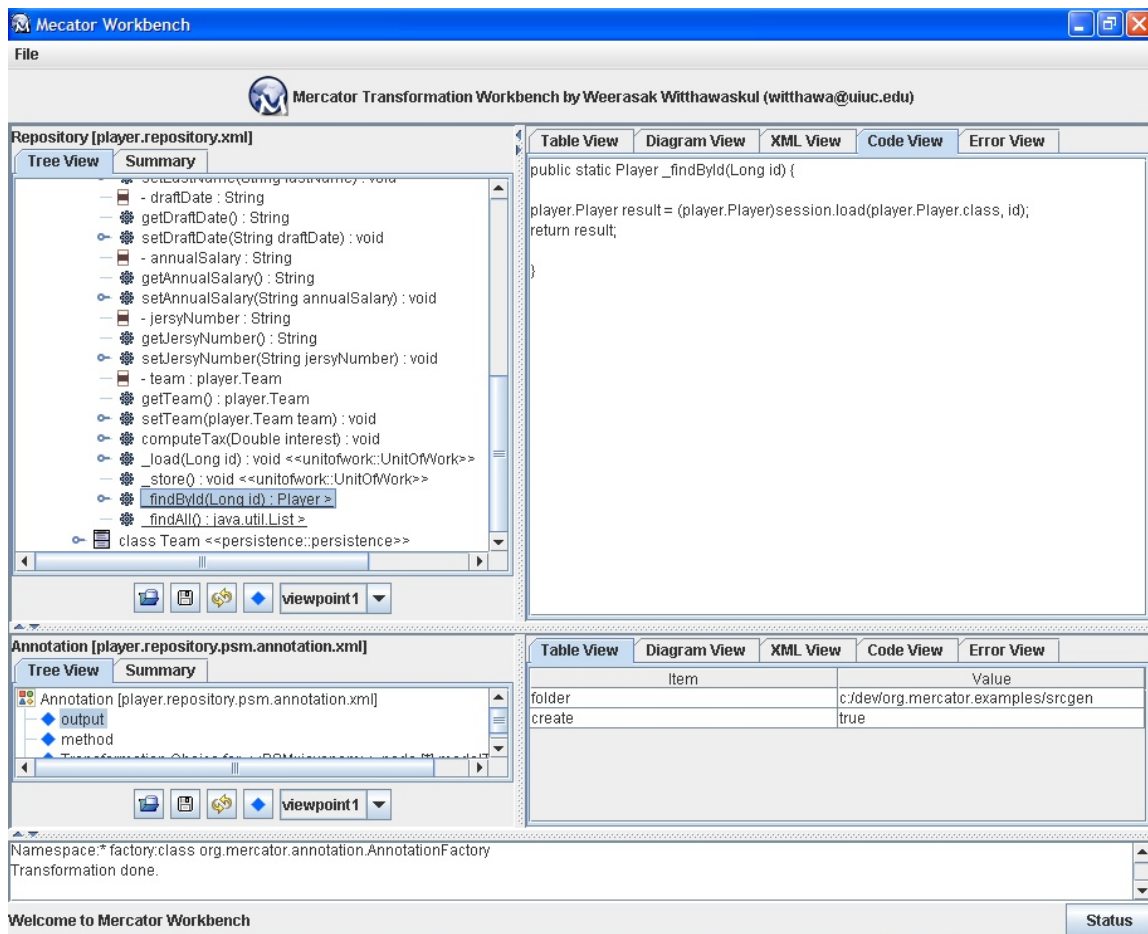 Mecator Workbench
File
Mercator Transformation Workbench by Weerasak Witthawaskul (witthawa@uiuc.edu)
Repository [player.repository.xml]
Tree View Summary
setLastName(String lastName) : void
- draftDate : String
getDraftDate() : String
setDraftDate(String draftDate) : void
- annualSalary : String
getAnnualSalary() : String
setAnnualSalary(String annualSalary) : void
- jersyNumber : String
getJersyNumber() : String
setJersyNumber(String jersyNumber) : void
- team : player.Team
getTeam() : player.Team
setTeam(player.Team team) : void
computeTax(Double interest) : void
_load(Long id) : void <<unitofwork::UnitOfWork>>
_store() : void <<unitofwork::UnitOfWork>>
_findById(Long id) : Player >
_findAll() : java.util.List >
class Team <<persistence::persistence>>
viewpoint1
Table View Diagram View XML View Code View Error View
public static Player _findById(Long id) {
player.Player result = (player.Player)session.load(player.Player.class, id);
return result;
}
Annotation [player.repository.psm.annotation.xml]
Tree View Summary
Annotation [player.repository.psm.annotation.xml]
output
method
Transformation Choice for
viewpoint1
Table View Diagram View XML View Code View Error View
Item Value
folder c:/dev/org.mercator.examples/srcgen
create true
Namespace:* factory:class org.mercator.annotation.AnnotationFactory
Transformation done.
Welcome to Mercator Workbench
Status